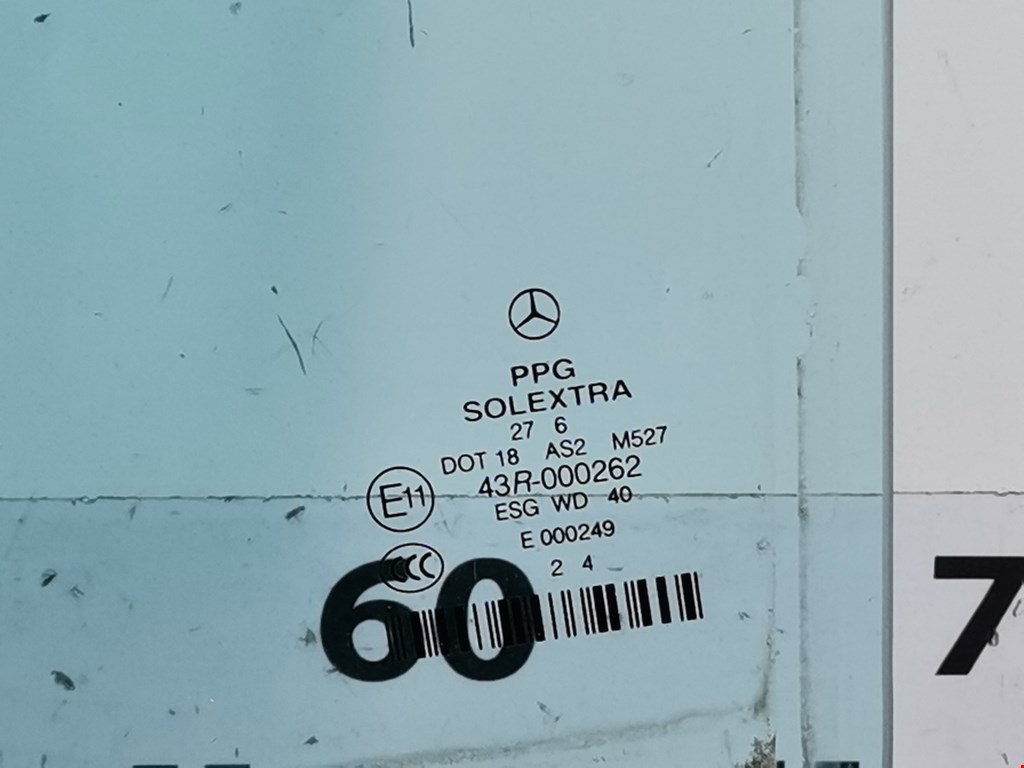 PPG
SOLEXTRA
27 6
DOT 18 AS2 M527
43R-000262
E11
ESG WD 40
E 000249
CCC
2 4
60
7